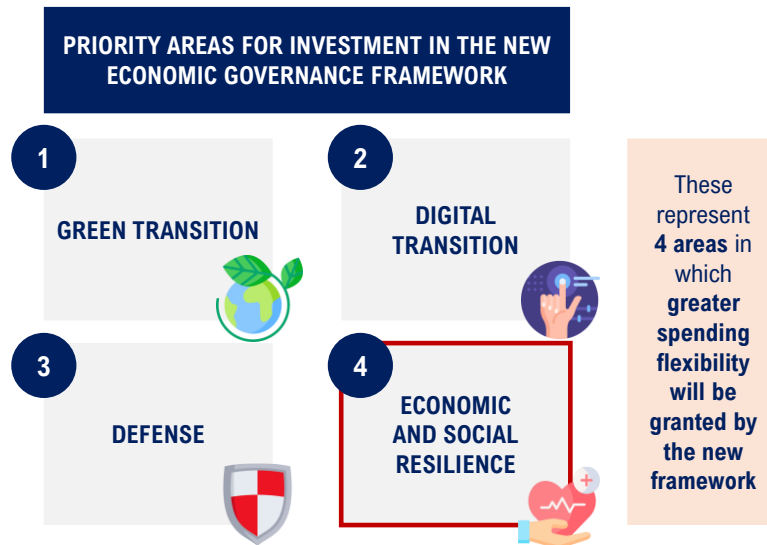 PRIORITY AREAS FOR INVESTMENT IN THE NEW
ECONOMIC GOVERNANCE FRAMEWORK
1
GREEN TRANSITION
2
DIGITAL
TRANSITION
3
DEFENSE
4
ECONOMIC
AND SOCIAL
RESILIENCE
These
represent
4 areas in
which
greater
spending
flexibility
will be
granted by
the new
framework